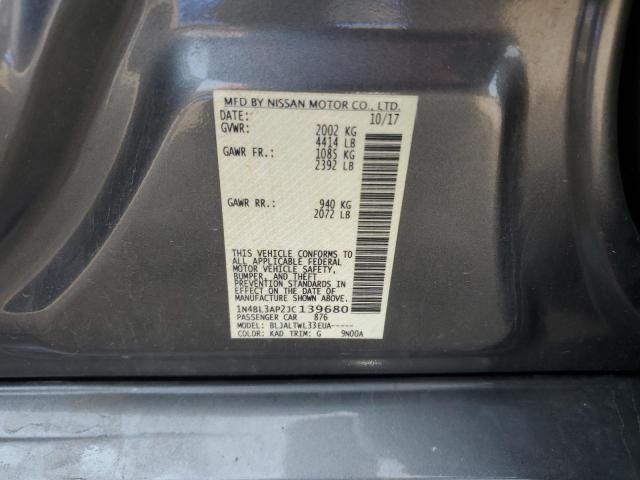 MFD BY NISSAN MOTOR CO., LTD.
DATE: 10/17
GVWR: 2002 KG
4414 LB
GAWR FR.: 1085 KG
2392 LB
GAWR RR.: 940 KG
2072 LB
THIS VEHICLE CONFORMS TO
ALL APPLICABLE FEDERAL
MOTOR VEHICLE SAFETY,
BUMPER, AND THEFT
PREVENTION STANDARDS IN
EFFECT ON THE DATE OF
MANUFACTURE SHOWN ABOVE.
1N4BL3AP2JC139680
PASSENGER CAR 876
MODEL: BLJALTWL33EUA-----
COLOR: KAD TRIM: G 9N00A